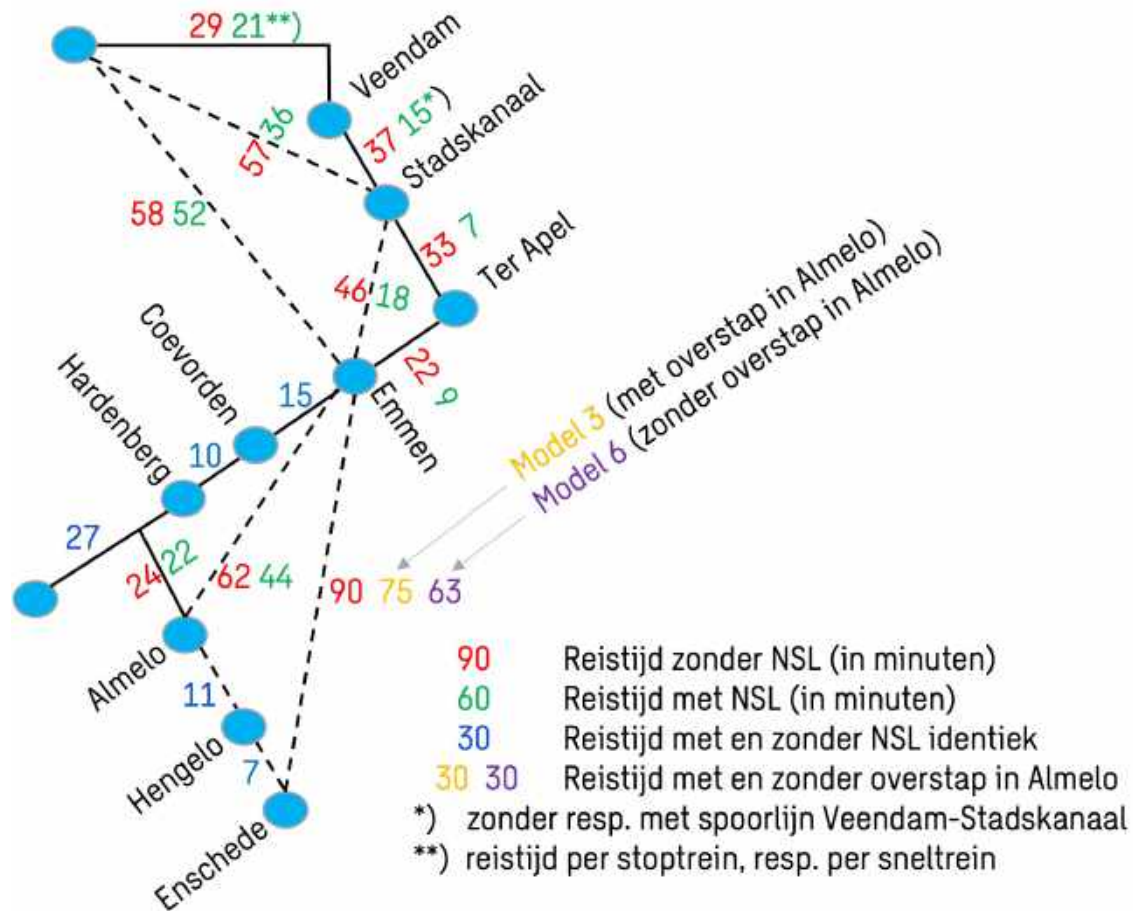 29 21**)
Veendam
57 36
37 15*)
Stadskanaal
58 52
33 7
Ter Apel
46 18
Coevorden
Hardenberg
22 9
Emmen
15
10
Model 3 (met overstap in Almelo)
Model 6 (zonder overstap in Almelo)
27
24 22
62 44
90 75 63
Almelo
11
Hengelo
7
Enschede
90 Reistijd zonder NSL (in minuten)
60 Reistijd met NSL (in minuten)
30 Reistijd met en zonder NSL identiek
30 30 Reistijd met en zonder overstap in Almelo
*) zonder resp. met spoorlijn Veendam-Stadskanaal
**) reistijd per stoptrein, resp. per sneltrein